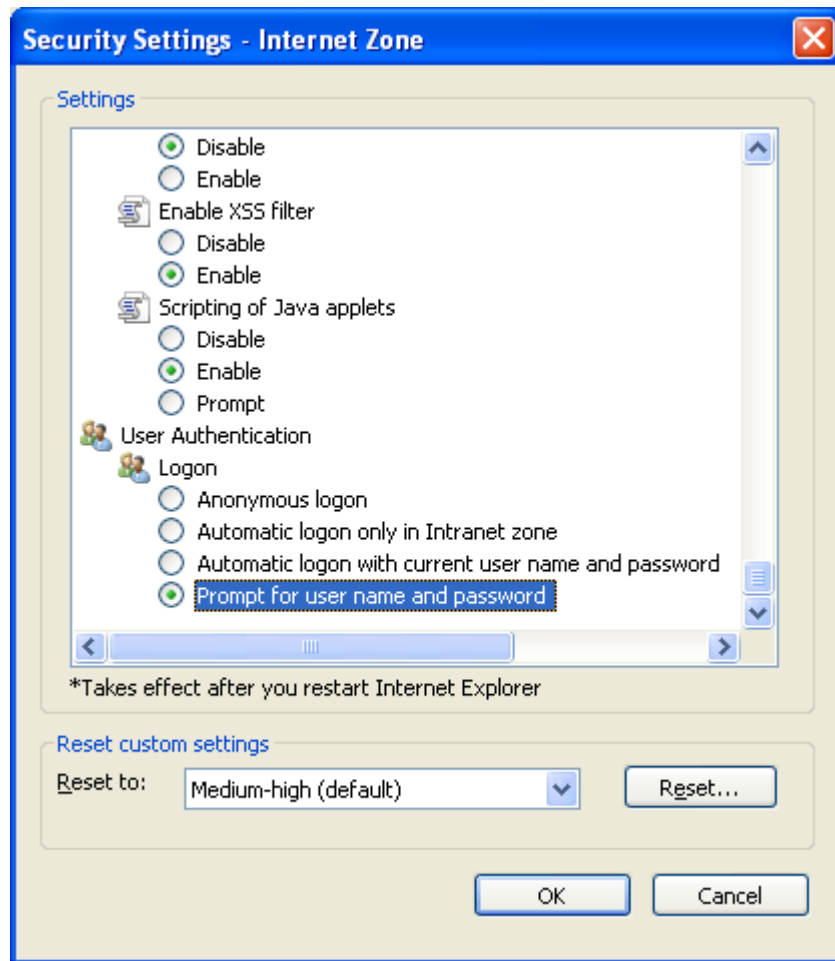 Security Settings - Internet Zone
Settings
Disable
Enable
Enable XSS filter
Disable
Enable
Scripting of Java applets
Disable
Enable
Prompt
User Authentication
Logon
Anonymous logon
Automatic logon only in Intranet zone
Automatic logon with current user name and password
Prompt for user name and password
*Takes effect after you restart Internet Explorer
Reset custom settings
Reset to: Medium-high (default) Reset...
OK Cancel